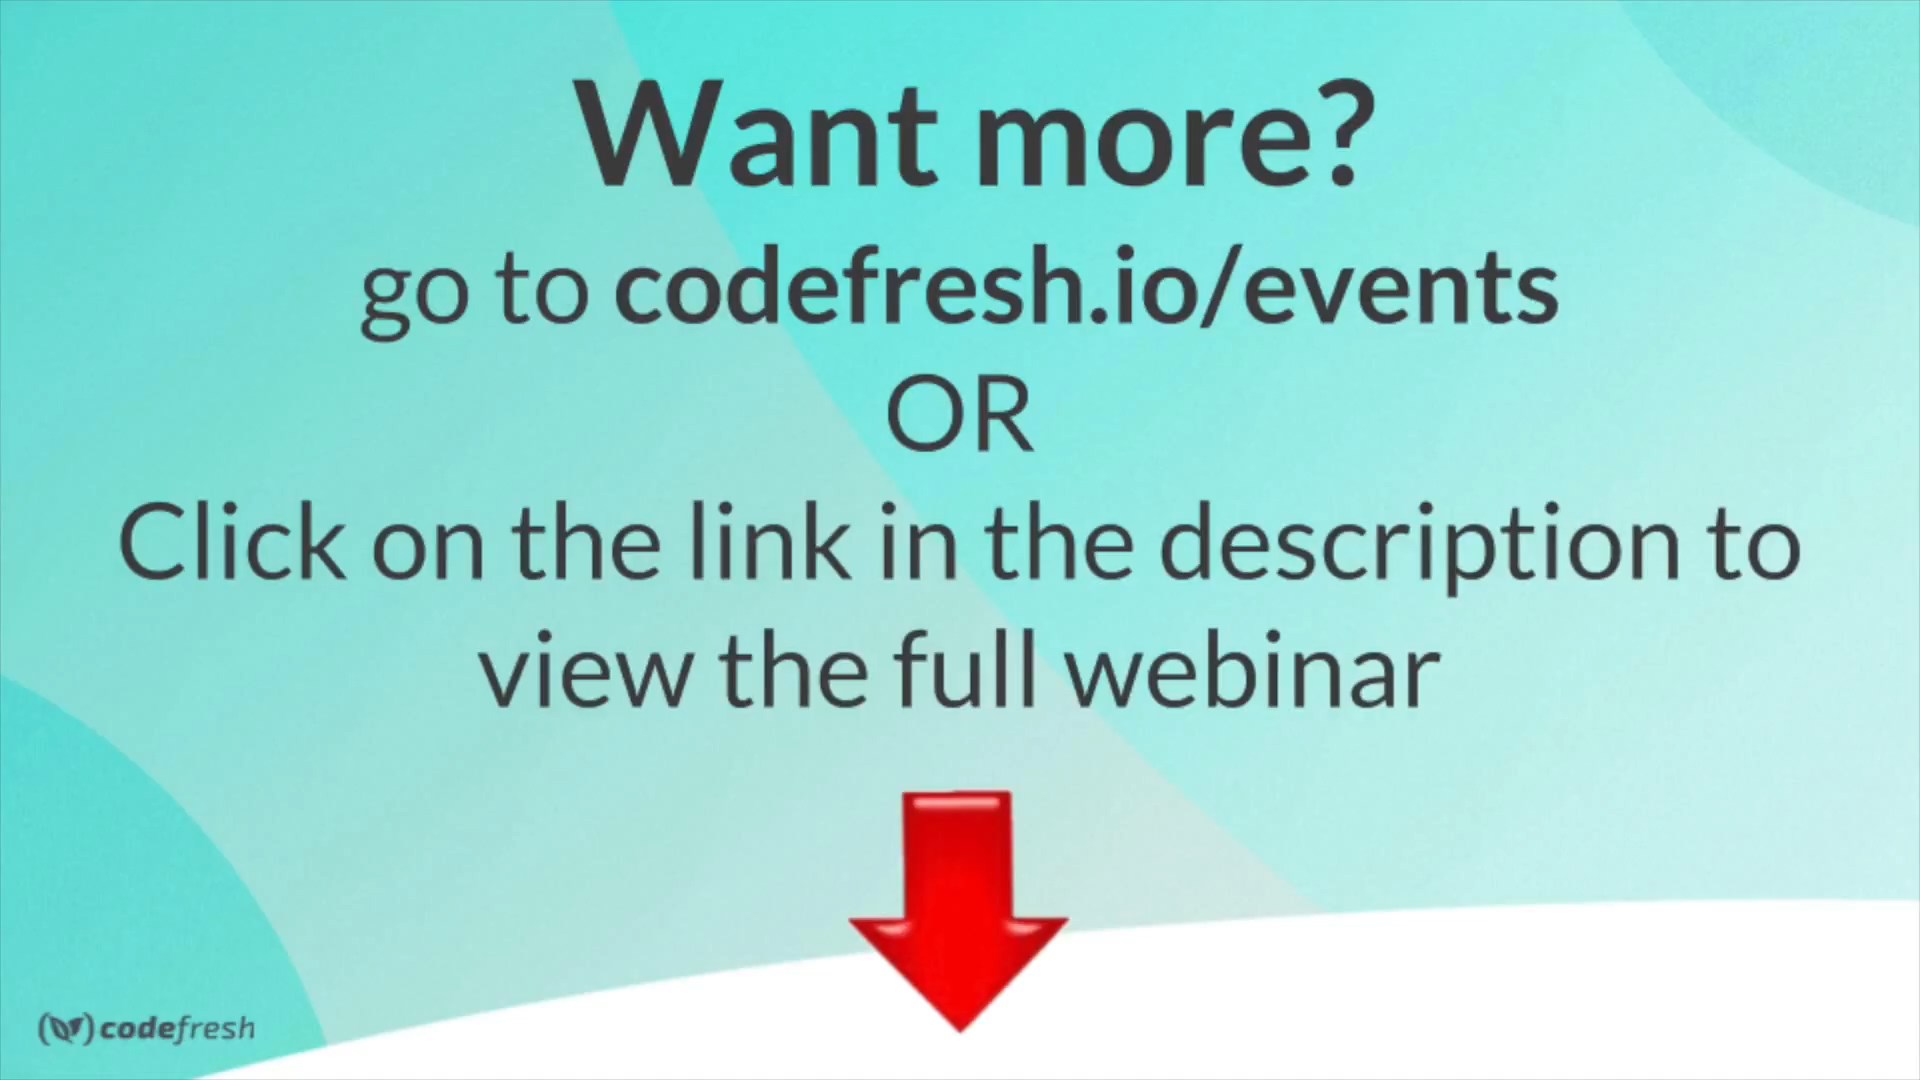 Want more?
go to codefresh.io/events
OR
Click on the link in the description to
view the full webinar
codefresh